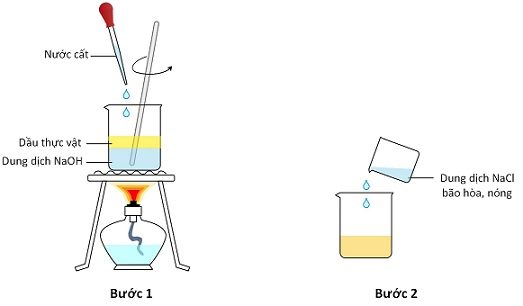 Nước cất
Dầu thực vật
Dung dịch NaOH
Bước 1
Dung dịch NaCl
bão hòa, nóng
Bước 2